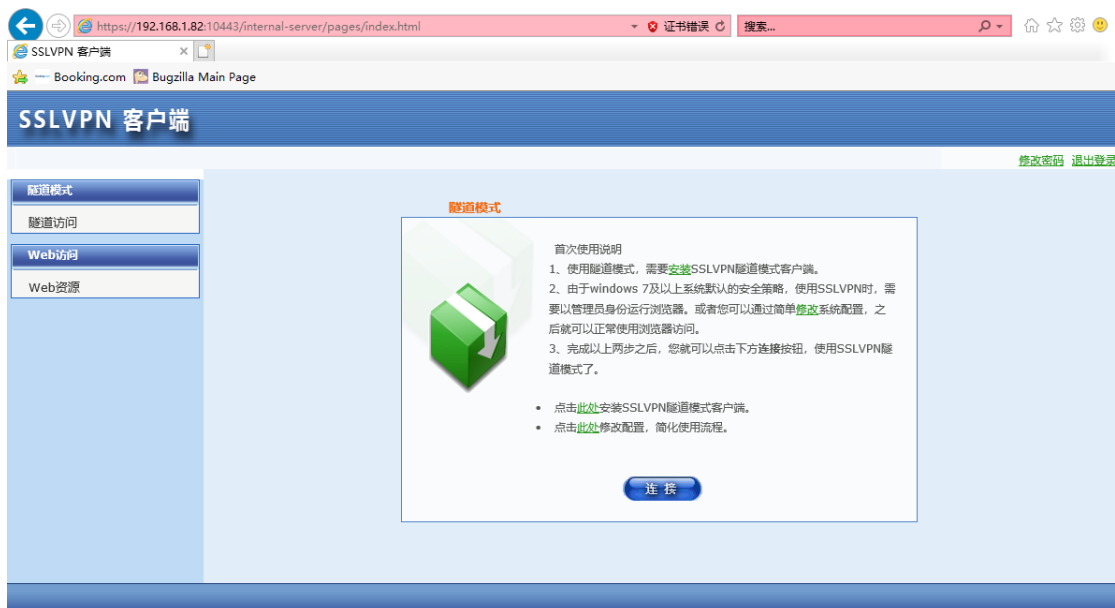 https://192.168.1.82:10443/internal-server/pages/index.html
证书错误
搜索...
SSLVPN 客户端
Booking.com
Bugzilla Main Page
SSLVPN 客户端
修改密码 退出登录
隧道模式
隧道访问
Web访问
Web资源
隧道模式
首次使用说明
1、使用隧道模式，需要安装SSLVPN隧道模式客户端。
2、由于windows 7及以上系统默认的安全策略，使用SSLVPN时，需
要以管理员身份运行浏览器。或者您可以通过简单修改系统配置，之
后就可以正常使用浏览器访问。
3、完成以上两步之后，您就可以点击下方连接按钮，使用SSLVPN隧
道模式了。
• 点击此处安装SSLVPN隧道模式客户端。
• 点击此处修改配置，简化使用流程。
连 接